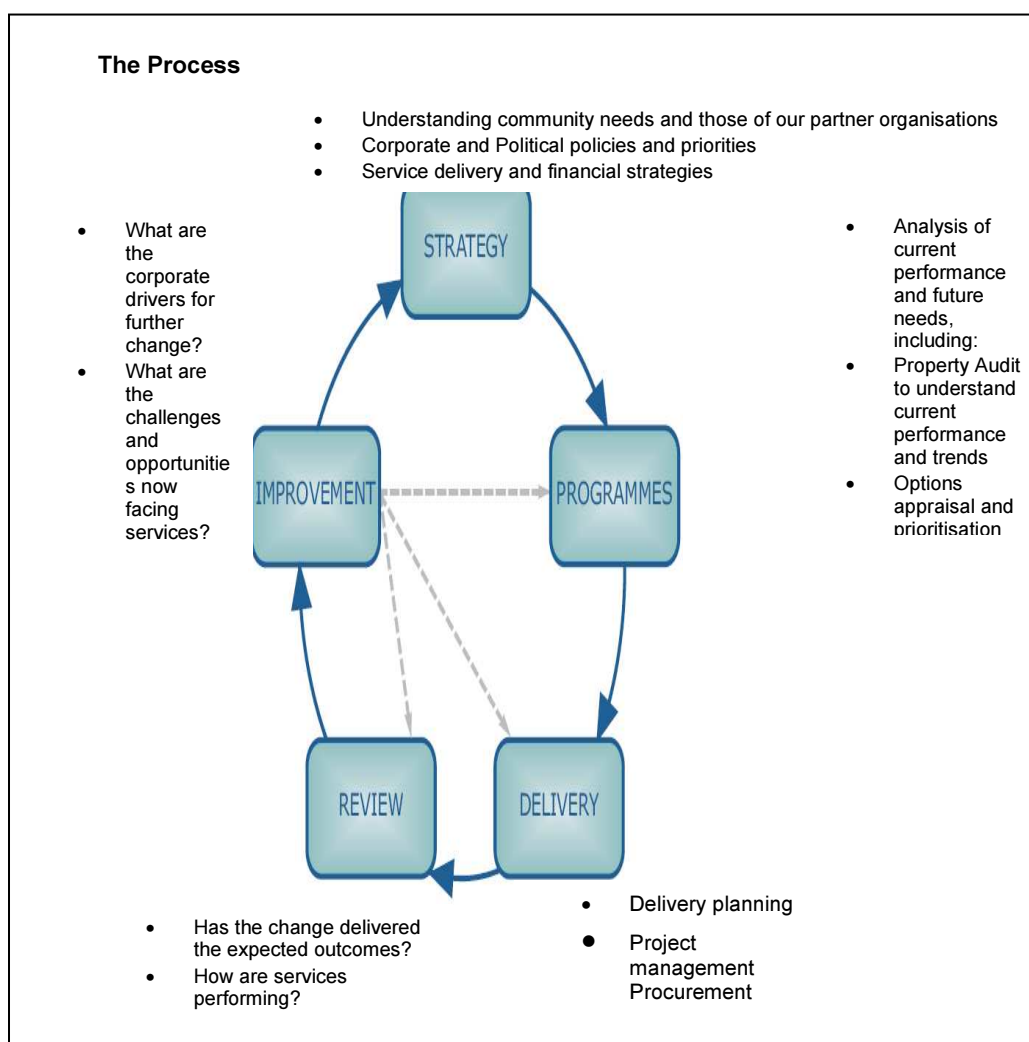 The Process
• Understanding community needs and those of our partner organisations
• Corporate and Political policies and priorities
• Service delivery and financial strategies
STRATEGY
• What are
the
corporate
drivers for
further
change?
• What are
the
challenges
and
opportunitie
s now
facing
services?
• Analysis of
current
performance
and future
needs,
including:
• Property Audit
to understand
current
performance
and trends
• Options
appraisal and
prioritisation
IMPROVEMENT
PROGRAMMES
REVIEW
DELIVERY
• Has the change delivered
the expected outcomes?
• How are services
performing?
• Delivery planning
• Project
management
Procurement